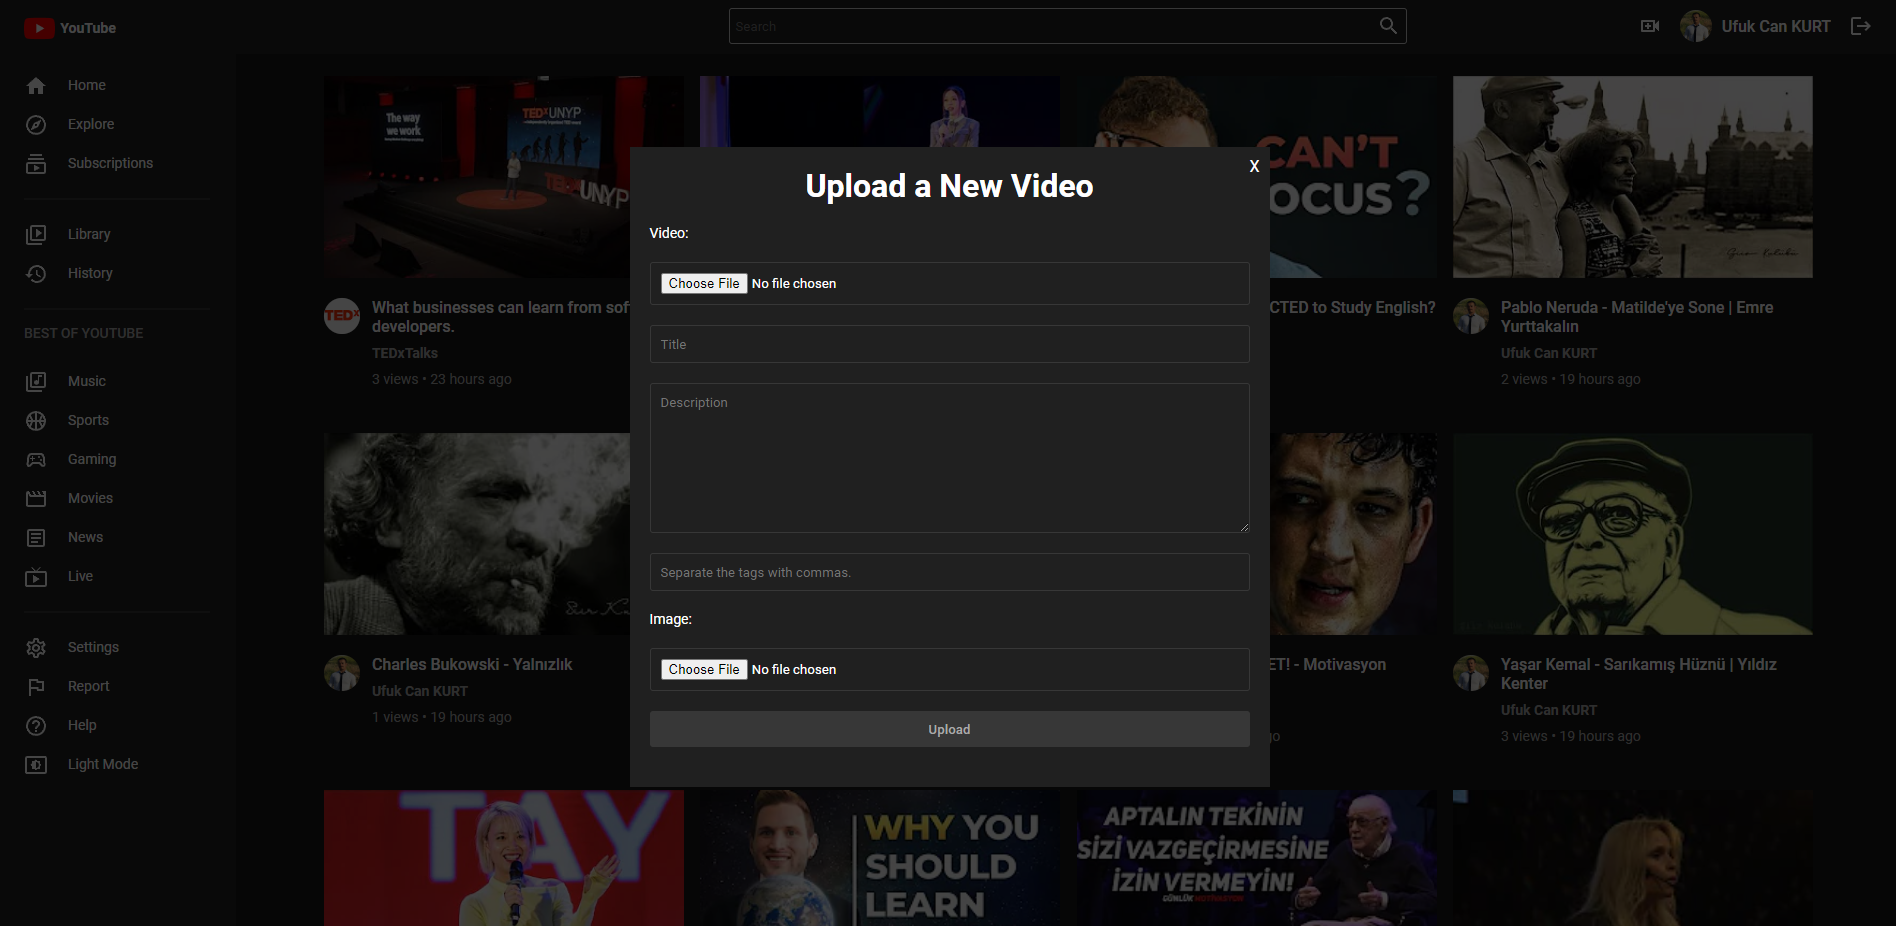 YouTube
Search
Ufuk Can KURT
Home
Explore
Subscriptions
Library
History
BEST OF YOUTUBE
Music
Sports
Gaming
Movies
News
Live
Settings
Report
Help
Light Mode
The way
we work
TEDxUNYP
UNYP
CAN'T
OCUS?
TEDx
What businesses can learn from sof
developers.
TEDxTalks
3 views • 23 hours ago
CTED to Study English?
Pablo Neruda - Matilde'ye Sone | Emre
Yurttakalın
Ufuk Can KURT
2 views • 19 hours ago
X
Upload a New Video
Video:
Choose File No file chosen
Title
Description
Separate the tags with commas.
Image:
Choose File No file chosen
Upload
Charles Bukowski - Yalnızlık
Ufuk Can KURT
1 views • 19 hours ago
ET! - Motivasyon
go
Yaşar Kemal - Sarıkamış Hüznü | Yıldız
Kenter
Ufuk Can KURT
3 views • 19 hours ago
TAY
WHY YOU
SHOULD
LEARN
APTALIN TEKİNİN
SİZİ VAZGEÇİRMESİNE
İZİN VERMEYİN!
GÜNLÜK MOTİVASYON